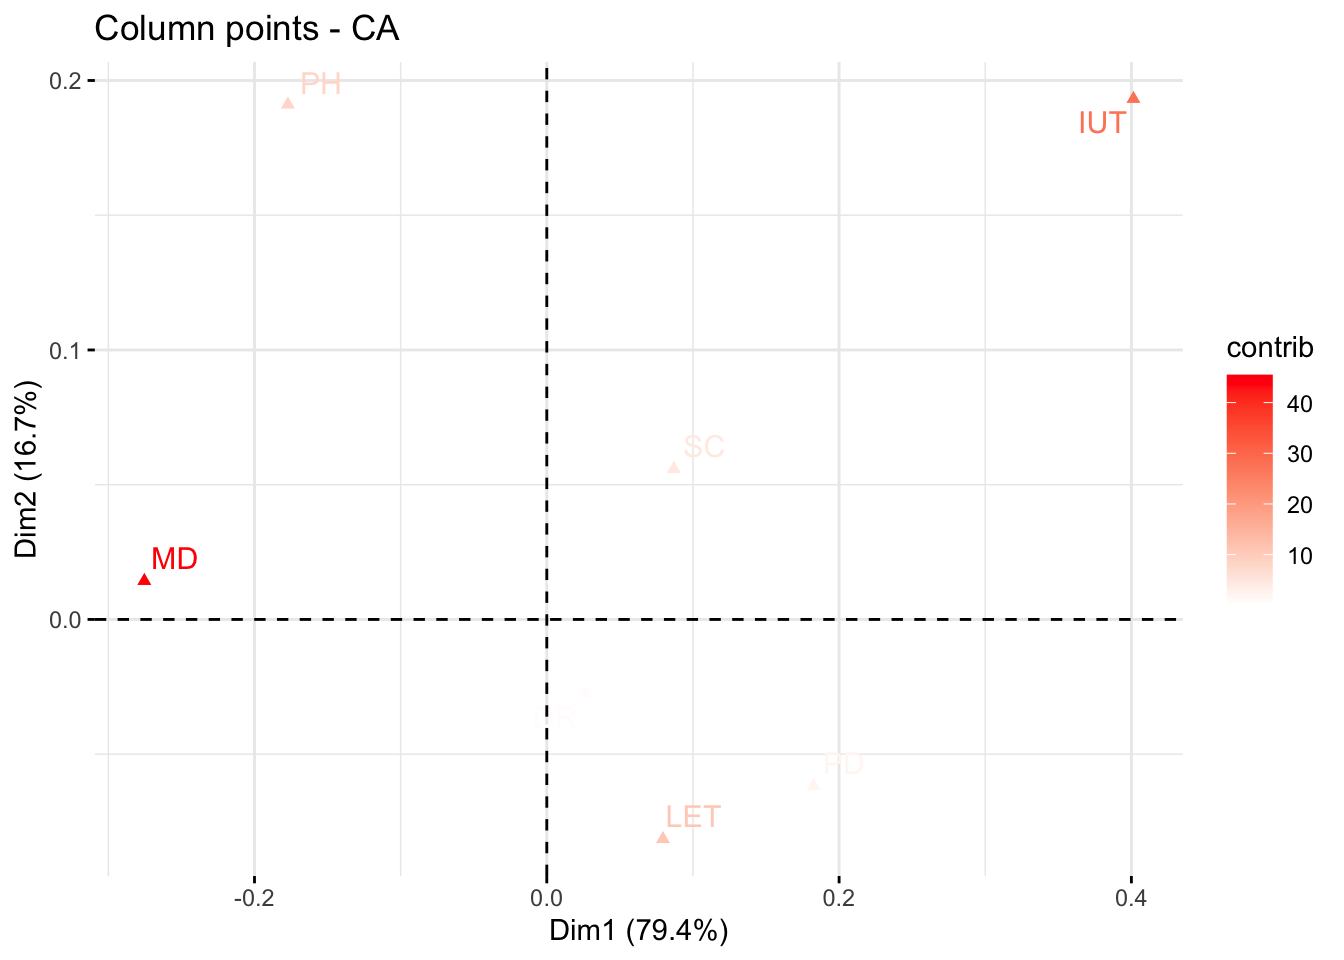 Column points - CA
PH
IUT
SC
MD
PD
LET
0.2
0.1
0.0
Dim2 (16.7%)
-0.2
0.0
0.2
0.4
Dim1 (79.4%)
contrib
40
30
20
10